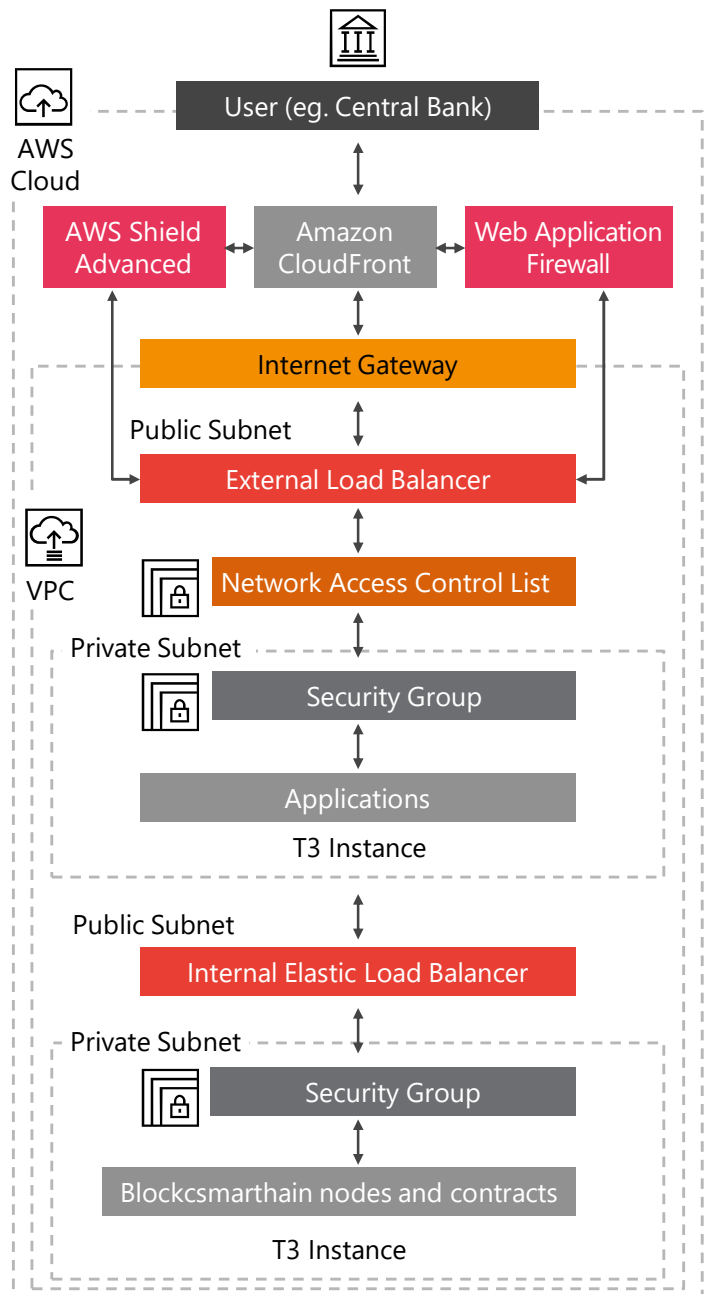 User (eg. Central Bank)
AWS
Cloud
AWS Shield
Advanced
Amazon
CloudFront
Web Application
Firewall
Internet Gateway
Public Subnet
External Load Balancer
VPC
Network Access Control List
Private Subnet
Security Group
Applications
T3 Instance
Public Subnet
Internal Elastic Load Balancer
Private Subnet
Security Group
Blockcsmarthain nodes and contracts
T3 Instance